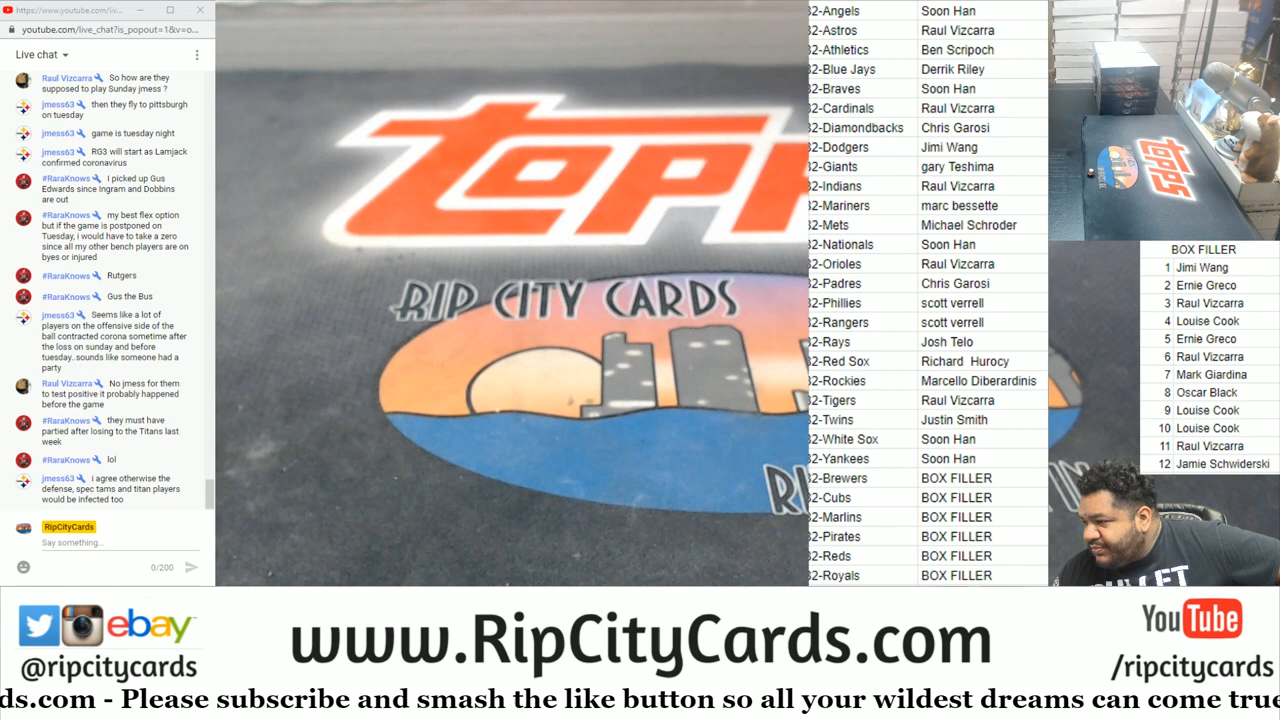 https://www.youtube.com/liv...
youtube.com/live_chat?is_popout=1&v=o...
Live chat
Raul Vizcarra So how are they
supposed to play Sunday jmess ?
jmess63 then they fly to pittsburgh
on tuesday
jmess63 game is tuesday night
jmess63 RG3 will start as Lamjack
confirmed coronavirus
#RaraKnows I picked up Gus
Edwards since Ingram and Dobbins
are out
#RaraKnows my best flex option
but if the game is postponed on
Tuesday, i would have to take a zero
since all my other bench players are on
byes or injured
#RaraKnows Rutgers
#RaraKnows Gus the Bus
jmess63 Seems like a lot of
players on the offensive side of the
ball contracted corona sometime after
the loss on sunday and before
tuesday..sounds like someone had a
party
Raul Vizcarra No jmess for them
to test positive it probably happened
before the game
#RaraKnows they must have
partied after losing to the Titans last
week
#RaraKnows lol
jmess63 i agree otherwise the
defense, spec tams and titan players
would be infected too
RipCityCards
Say something...
0/200
topp
RIP CITY CARDS
RI
32-Angels Soon Han
32-Astros Raul Vizcarra
32-Athletics Ben Scripoch
32-Blue Jays Derrik Riley
32-Braves Soon Han
32-Cardinals Raul Vizcarra
32-Diamondbacks Chris Garosi
32-Dodgers Jimi Wang
32-Giants gary Teshima
32-Indians Raul Vizcarra
32-Mariners marc bessette
32-Mets Michael Schroder
32-Nationals Soon Han
32-Orioles Raul Vizcarra
32-Padres Chris Garosi
32-Phillies scott verrell
32-Rangers scott verrell
32-Rays Josh Telo
32-Red Sox Richard Hurocy
32-Rockies Marcello Diberardinis
32-Tigers Raul Vizcarra
32-Twins Justin Smith
32-White Sox Soon Han
32-Yankees Soon Han
32-Brewers BOX FILLER
32-Cubs BOX FILLER
32-Marlins BOX FILLER
32-Pirates BOX FILLER
32-Reds BOX FILLER
32-Royals BOX FILLER
topps
BOX FILLER
1 Jimi Wang
2 Ernie Greco
3 Raul Vizcarra
4 Louise Cook
5 Ernie Greco
6 Raul Vizcarra
7 Mark Giardina
8 Oscar Black
9 Louise Cook
10 Louise Cook
11 Raul Vizcarra
12 Jamie Schwiderski
ebay
@ripcitycards
www.RipCityCards.com
YouTube
/ripcitycards
ds.com - Please subscribe and smash the like button so all your wildest dreams can come true